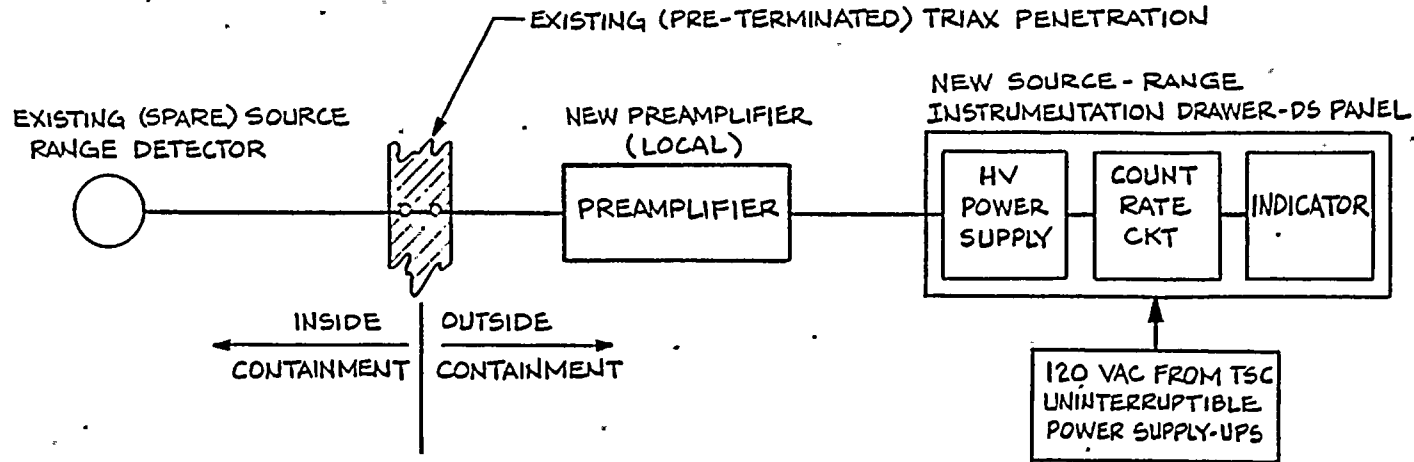 EXISTING (PRE-TERMINATED) TRIAX PENETRATION
EXISTING (SPARE) SOURCE
RANGE DETECTOR
NEW PREAMPLIFIER
(LOCAL)
NEW SOURCE-RANGE
INSTRUMENTATION DRAWER-DS PANEL
PREAMPLIFIER
HV
POWER
SUPPLY
COUNT
RATE
CKT
INDICATOR
INSIDE
CONTAINMENT
OUTSIDE
CONTAINMENT
120 VAC FROM TSC
UNINTERRUPTIBLE
POWER SUPPLY-UPS